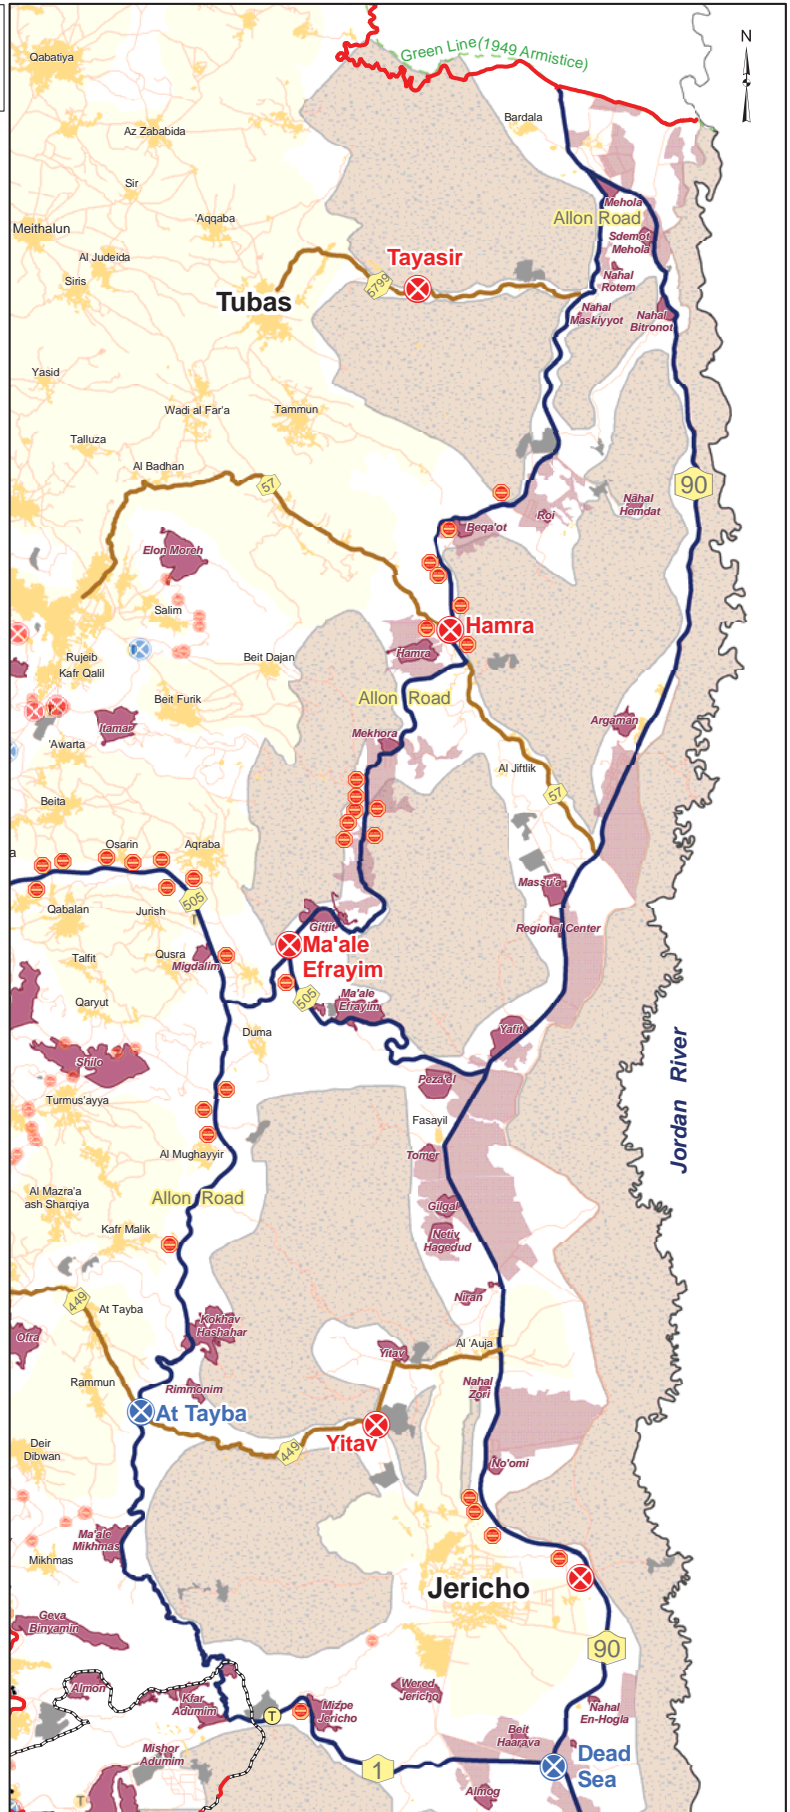 N
Green Line(1949 Armistice)
Qabatiya
Bardala
Az Zababida
Sir
Mehola
Allon Road
'Aqqaba
Meithalun
Sdemot
Mehola
Al Judeida
Tayasir
Siris
Nahal
Rotem
5799
Tubas
Nahal
Maskiyyot
Nahal
Bitronot
Yasid
Wadi al Far'a
Tammun
Talluza
Al Badhan
57
90
Nahal
Hemdat
Roi
Beqa'ot
Elon Moreh
Salim
Hamra
Hamra
Rujeib
Beit Dajan
Kafr Qalil
Allon Road
Beit Furik
Itamar
Argaman
Mekhora
'Awarta
Al Jiftlik
57
Beita
Osarin
Aqraba
a
Massu'a
505
Qabalan
Jurish
T
Regional Center
Gittit
Ma'ale
Efrayim
Talfit
Qusra
Migdalim
Qaryut
505
Ma'ale
Efrayim
Duma
Yafit
Jordan River
Shilo
Peza'el
Turmus'ayya
Fasayil
Al Mughayyir
Tomer
Al Mazra'a
ash Sharqiya
Allon Road
Gilgal
Kafr Malik
Netiv
Hagedud
449
At Tayba
Niran
Kokhav
Hashahar
Ofra
Al 'Auja
Yitav
Rammun
Rimmonim
Nahal
Zori
At Tayba
Yitav
Deir
Dibwan
449
No'omi
Ma'ale
Mikhmas
Mikhmas
Jericho
Geva
Binyamin
90
Almon
Kfar
Adumim
Wered
Jericho
Mizpe
Jericho
Nahal
En-Hogla
T
Beit
Haarava
Mishor
Adumim
Dead
Sea
1
Almog
T